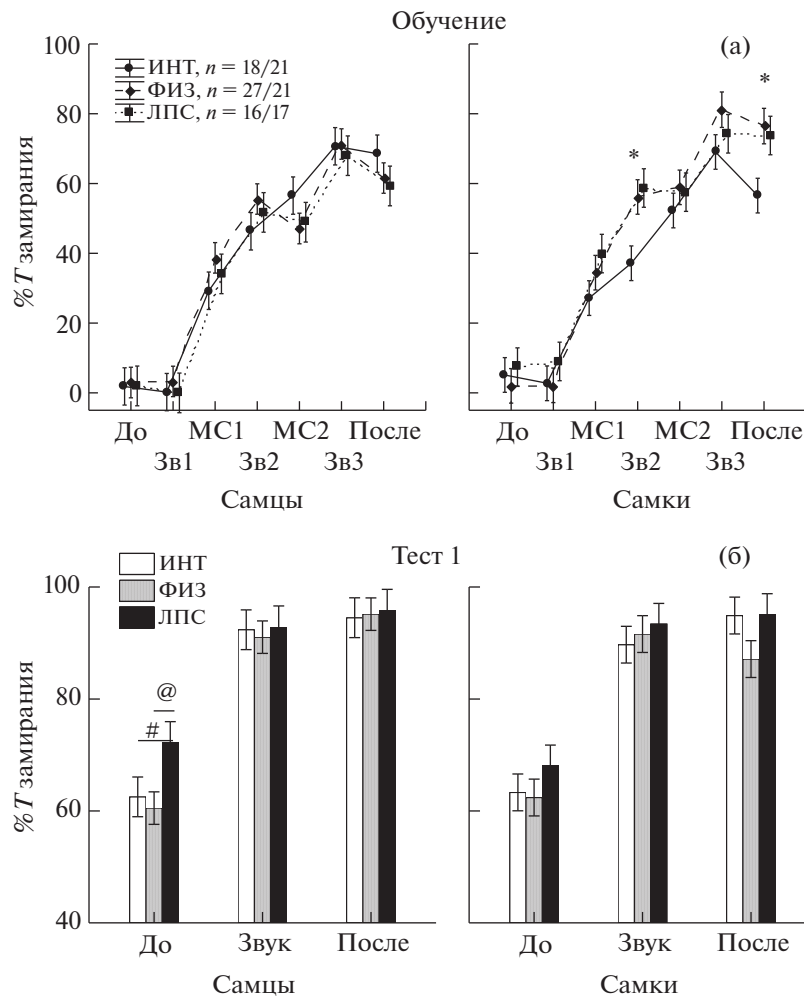 Обучение
(а)
ИНТ, n = 18/21
ФИЗ, n = 27/21
ЛПС, n = 16/17
*
*
%T замирания
100
80
60
40
20
0
До МС1 МС2 После
Зв1 Зв2 Зв3
Самцы
МС1 МС2 После
До Зв1 Зв2 Зв3
Самки
Тест 1
(б)
ИНТ
ФИЗ
ЛПС
@
#
%T замирания
100
80
60
40
До Звук После
Самцы
До Звук После
Самки